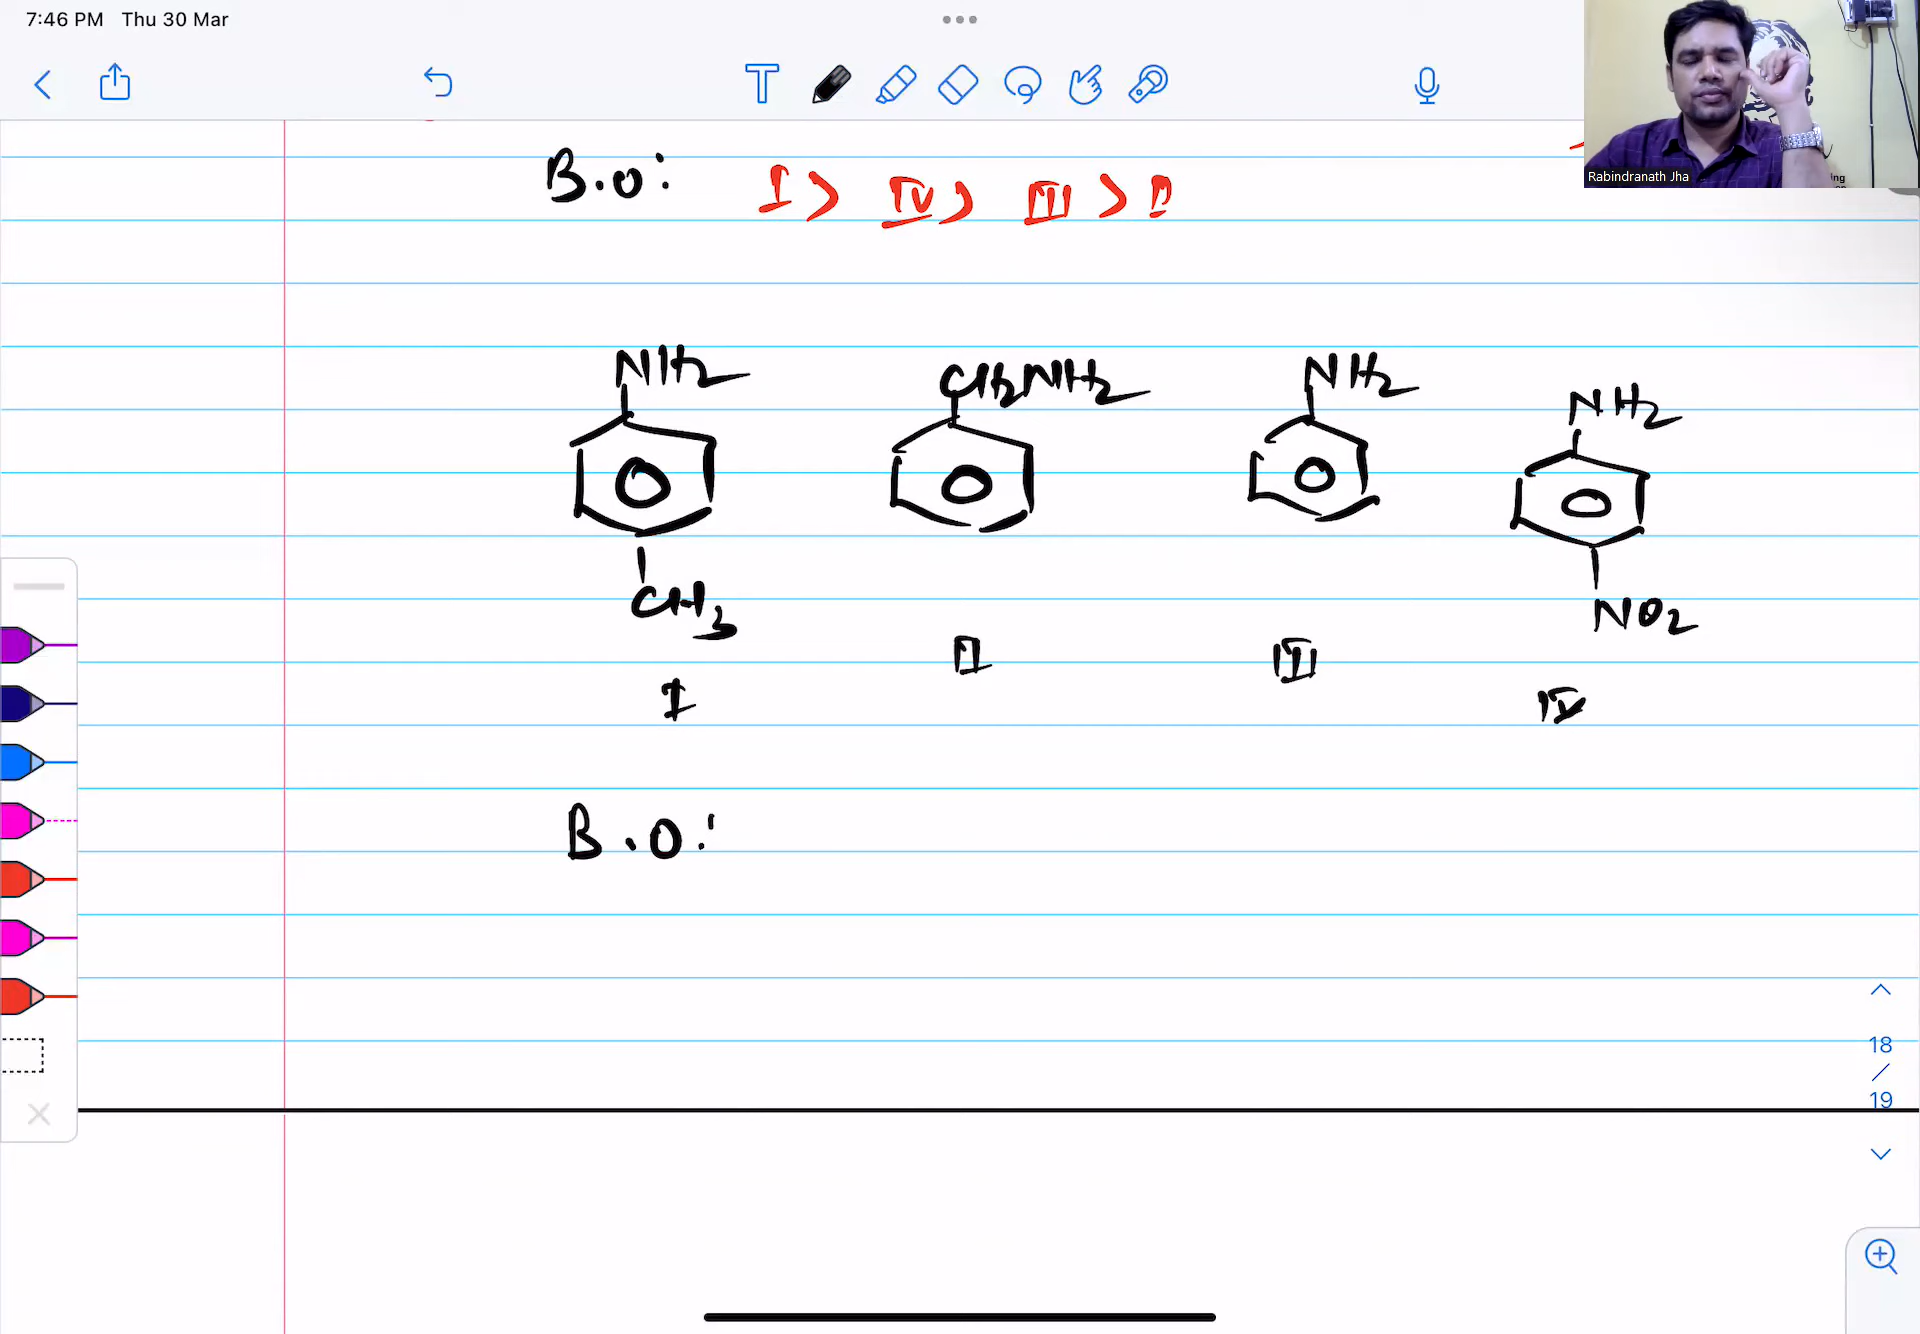 7:46 PM Thu 30 Mar
Rabindranath Jha
B.O: I > IV > III > II
NH2 CH2NH2 NH2 NH2
CH3 NO2
I II III IV
B.O:
18
/
19